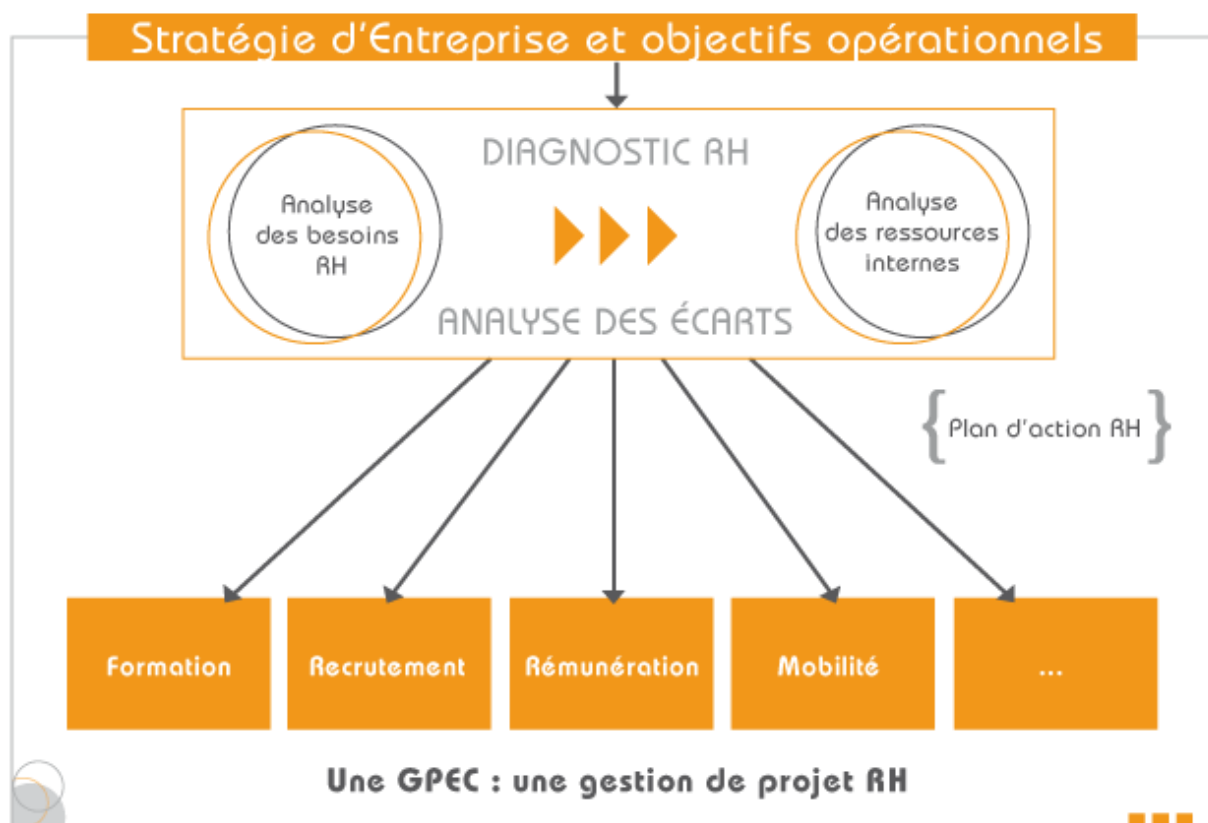 Stratégie d'Entreprise et objectifs opérationnels
DIAGNOSTIC RH
Analyse
des besoins
RH
Analyse
des ressources
internes
ANALYSE DES ÉCARTS
{Plan d'action RH}
Formation
Recrutement
Rémunération
Mobilité
...
Une GPEC : une gestion de projet RH